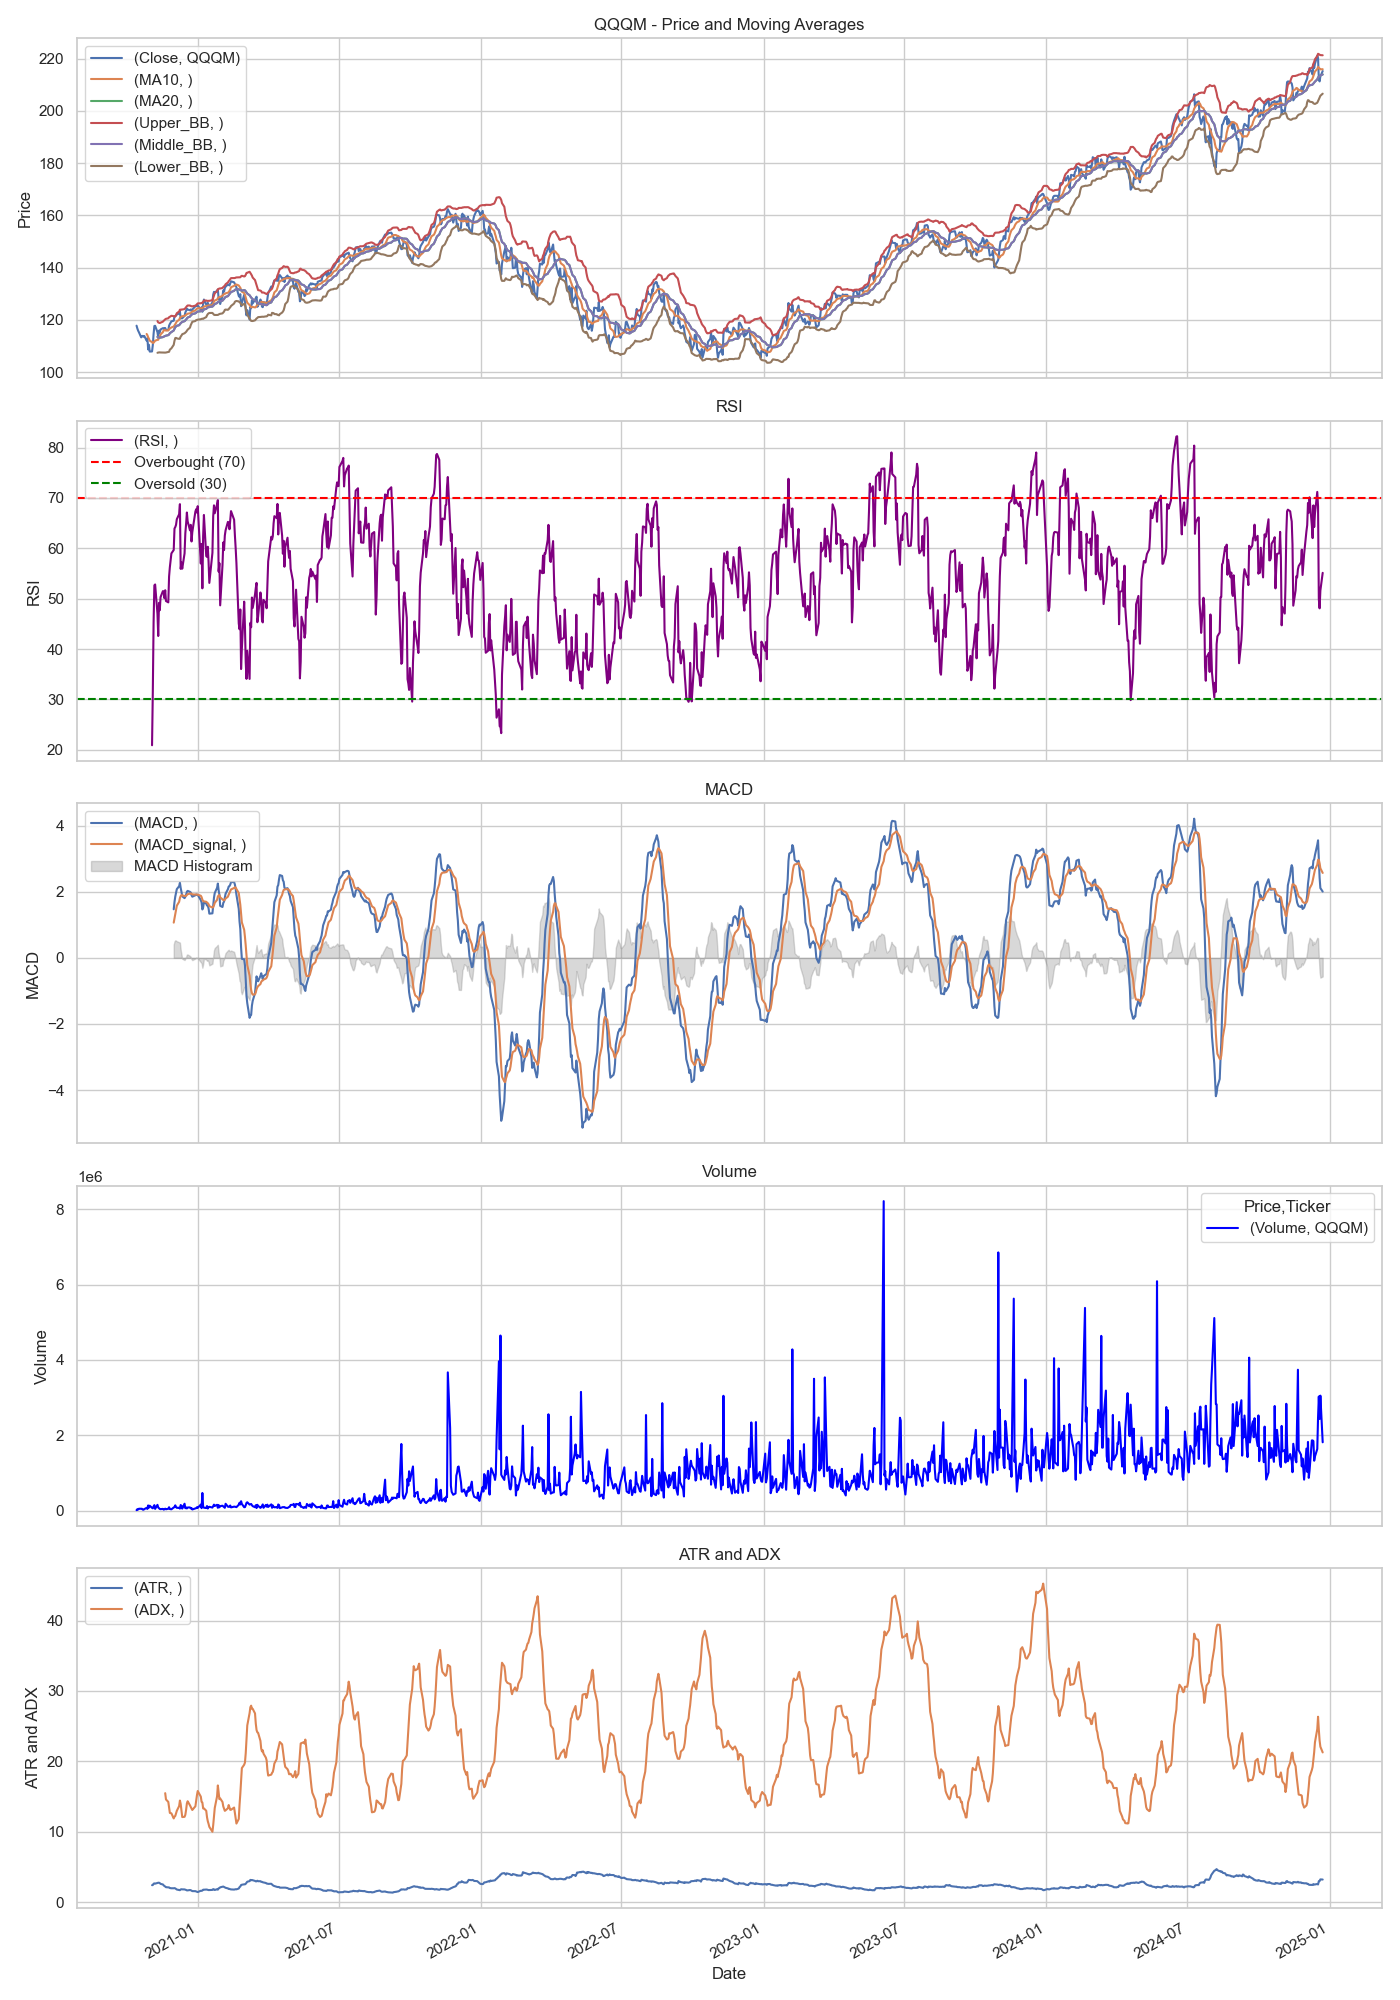 QQQM - Price and Moving Averages
(Close, QQQM)
(MA10, )
(MA20, )
(Upper_BB, )
(Middle_BB, )
(Lower_BB, )
Price
220
200
180
160
140
120
100
RSI
(RSI, )
Overbought (70)
Oversold (30)
RSI
80
70
60
50
40
30
20
MACD
(MACD, )
(MACD_signal, )
MACD Histogram
MACD
4
2
0
−2
−4
Volume
1e6
Price,Ticker
(Volume, QQQM)
Volume
8
6
4
2
0
ATR and ADX
(ATR, )
(ADX, )
ATR and ADX
40
30
20
10
0
2021-01
2021-07
2022-01
2022-07
2023-01
2023-07
2024-01
2024-07
2025-01
Date